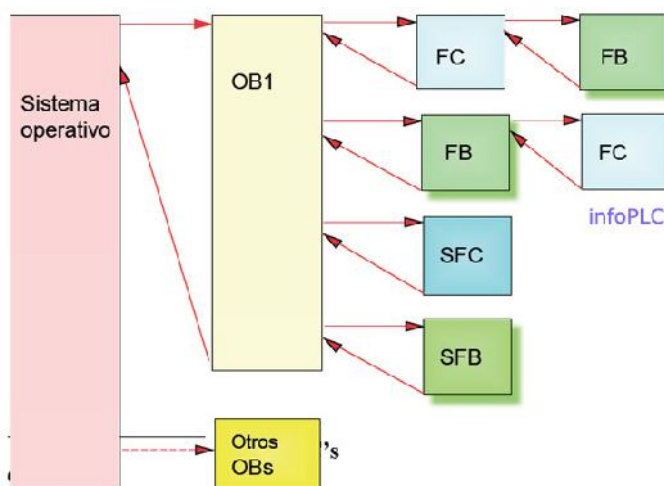 Sistema
operativo
OB1
FC
FB
FB
FC
infoPLC
SFC
SFB
Otros
OBs
's